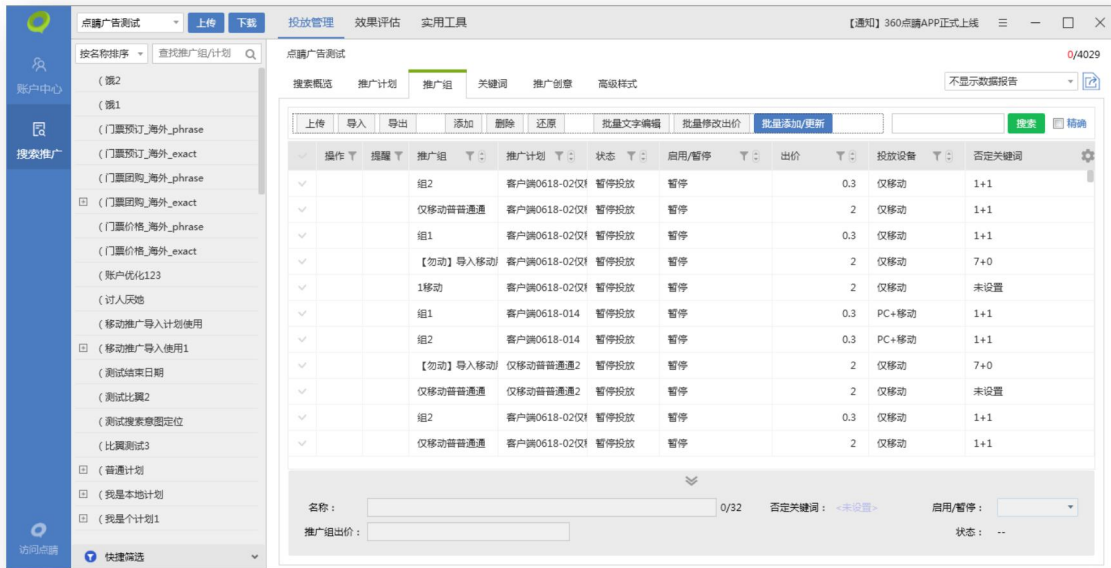 点睛广告测试 上传 下载 投放管理 效果评估 实用工具 【通知】360点睛APP正式上线
按名称排序 查找推广组/计划 点睛广告测试 0/4029
账户中心
搜索推广
(饿2
(饿1
(门票预订_海外_phrase
(门票预订_海外_exact
(门票团购_海外_phrase
(门票团购_海外_exact
(门票价格_海外_phrase
(门票价格_海外_exact
(账户优化123
(讨人厌她
(移动推广导入计划使用
(移动推广导入使用1
(测试结束日期
(测试比翼2
(测试搜索意图定位
(比翼测试3
(普通计划
(我是本地计划
(我是个计划1
快捷筛选
访问点睛
搜索概览 推广计划 推广组 关键词 推广创意 高级样式 不显示数据报告
上传 导入 导出 添加 删除 还原 批量文字编辑 批量修改出价 批量添加/更新 搜索 精确
操作 提醒 推广组 推广计划 状态 启用/暂停 出价 投放设备 否定关键词
组2 客户端0618-02仅 暂停投放 暂停 0.3 仅移动 1+1
仅移动普普通通 客户端0618-02仅 暂停投放 暂停 2 仅移动 1+1
组1 客户端0618-02仅 暂停投放 暂停 0.3 仅移动 1+1
【勿动】导入移动 客户端0618-02仅 暂停投放 暂停 2 仅移动 7+0
1移动 客户端0618-02仅 暂停投放 暂停 2 仅移动 未设置
组1 客户端0618-014 暂停投放 暂停 0.3 PC+移动 1+1
组2 客户端0618-014 暂停投放 暂停 0.3 PC+移动 1+1
【勿动】导入移动 仅移动普普通通2 暂停投放 暂停 2 仅移动 7+0
仅移动普普通通 仅移动普普通通2 暂停投放 暂停 2 仅移动 未设置
组2 客户端0618-02仅 暂停投放 暂停 0.3 仅移动 1+1
仅移动普普通通 客户端0618-02仅 暂停投放 暂停 2 仅移动 1+1
名称： 0/32 否定关键词： <未设置> 启用/暂停：
推广组出价： 状态： --